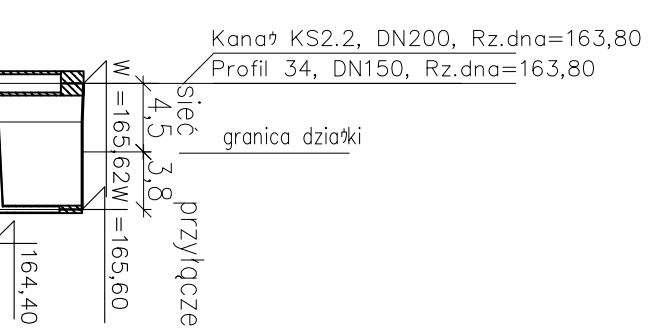 Kanał KS2.2, DN200, Rz.dna=163,80
Profil 34, DN150, Rz.dna=163,80
granica działki
W =165,62
W =165,60
4,5
3,8
sieć
przyłącze
164,40